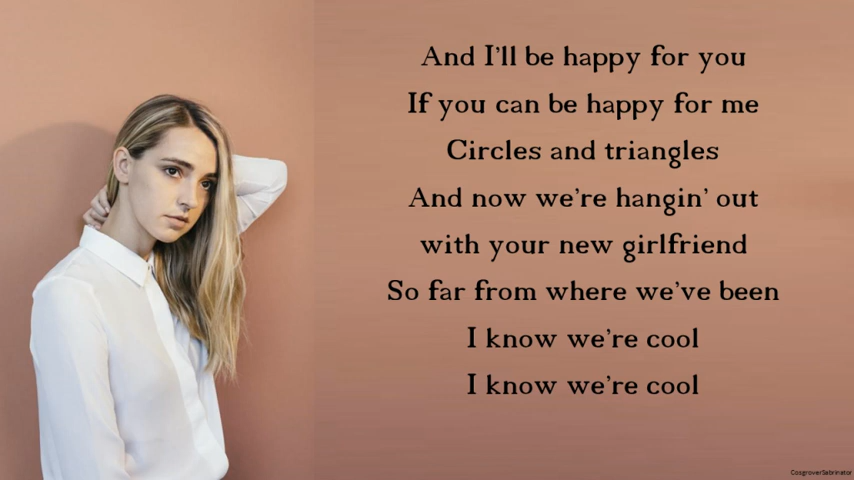 And I'll be happy for you
If you can be happy for me
Circles and triangles
And now we're hangin' out
with your new girlfriend
So far from where we've been
I know we're cool
I know we're cool
CosgroverSabrinator